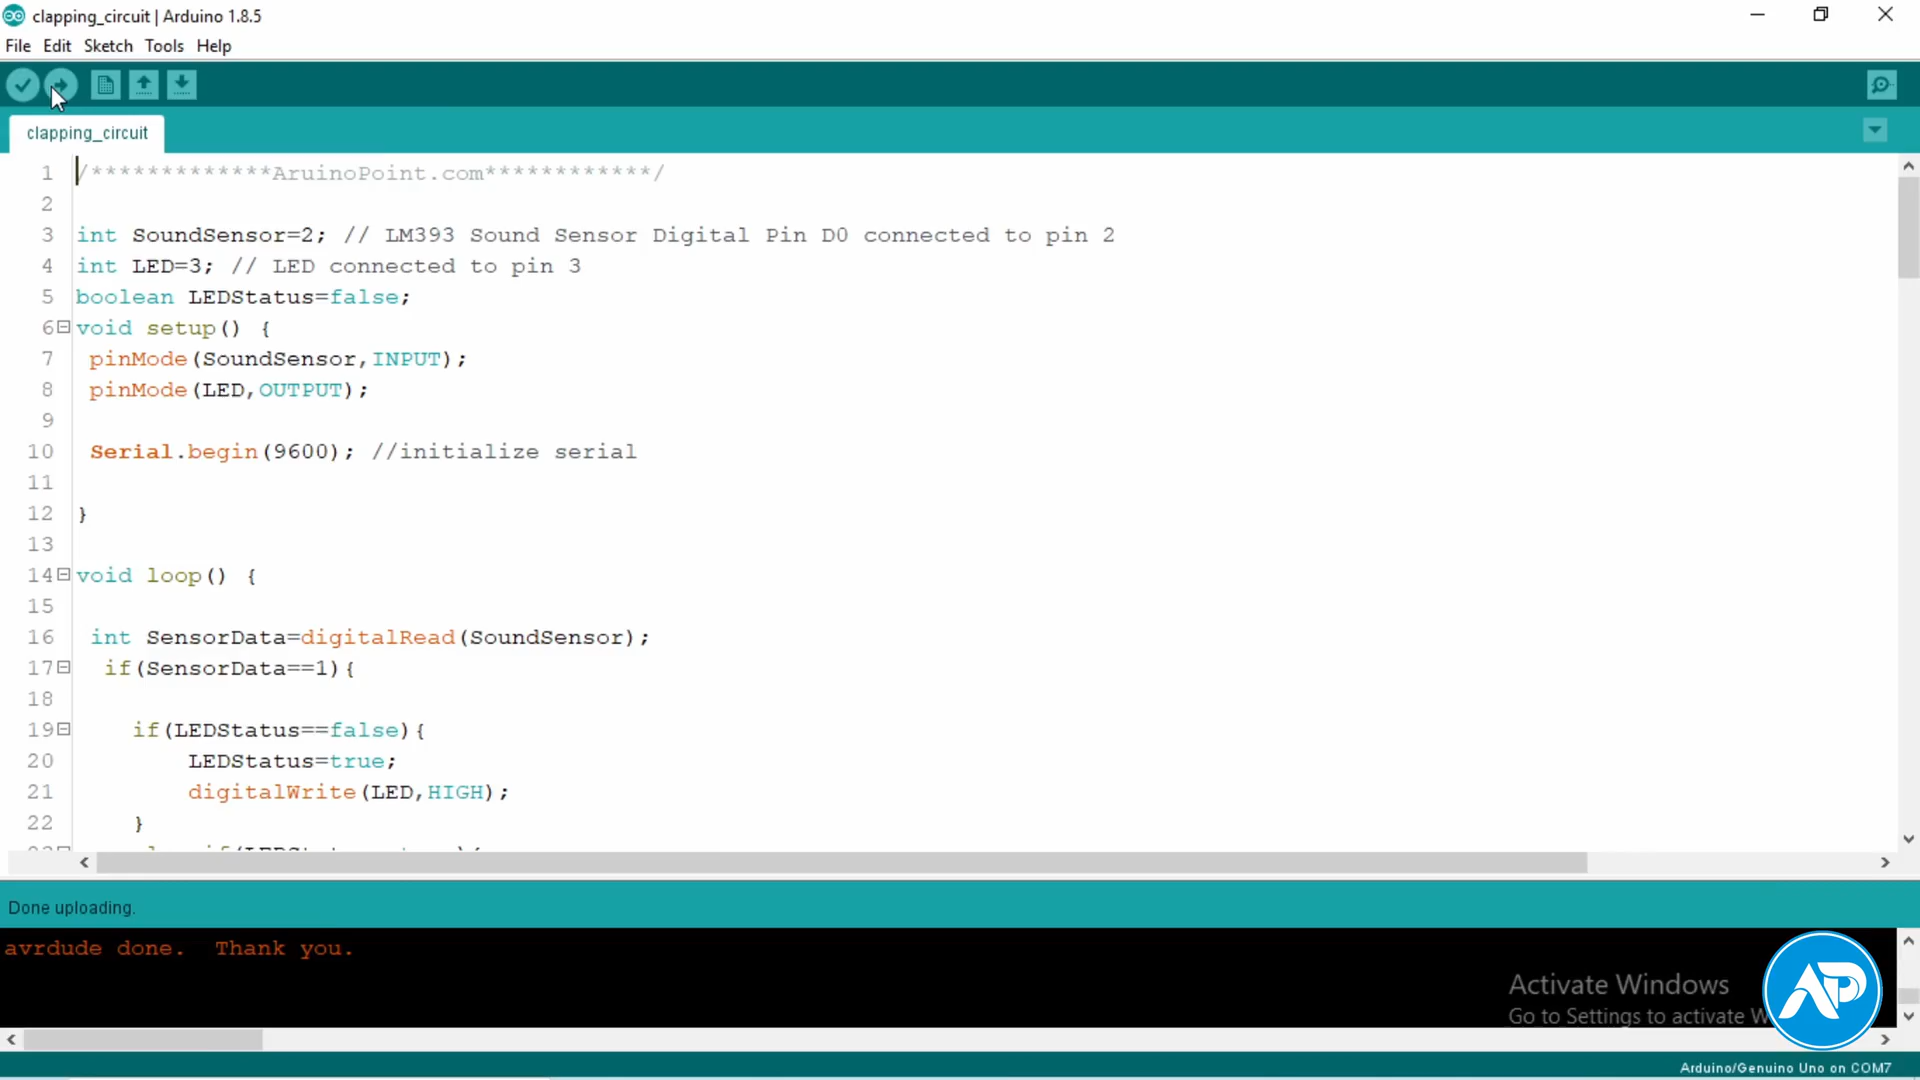 clapping_circuit | Arduino 1.8.5
File Edit Sketch Tools Help
clapping_circuit
1 /*************AruinoPoint.com************/
2
3 int SoundSensor=2; // LM393 Sound Sensor Digital Pin D0 connected to pin 2
4 int LED=3; // LED connected to pin 3
5 boolean LEDStatus=false;
6 void setup() {
7 pinMode(SoundSensor,INPUT);
8 pinMode(LED,OUTPUT);
9
10 Serial.begin(9600); //initialize serial
11
12 }
13
14 void loop() {
15
16 int SensorData=digitalRead(SoundSensor);
17 if(SensorData==1){
18
19 if(LEDStatus==false){
20 LEDStatus=true;
21 digitalWrite(LED,HIGH);
22 }
Done uploading.
avrdude done. Thank you.
Activate Windows
Go to Settings to activate
AP
Arduino/Genuino Uno on COM7